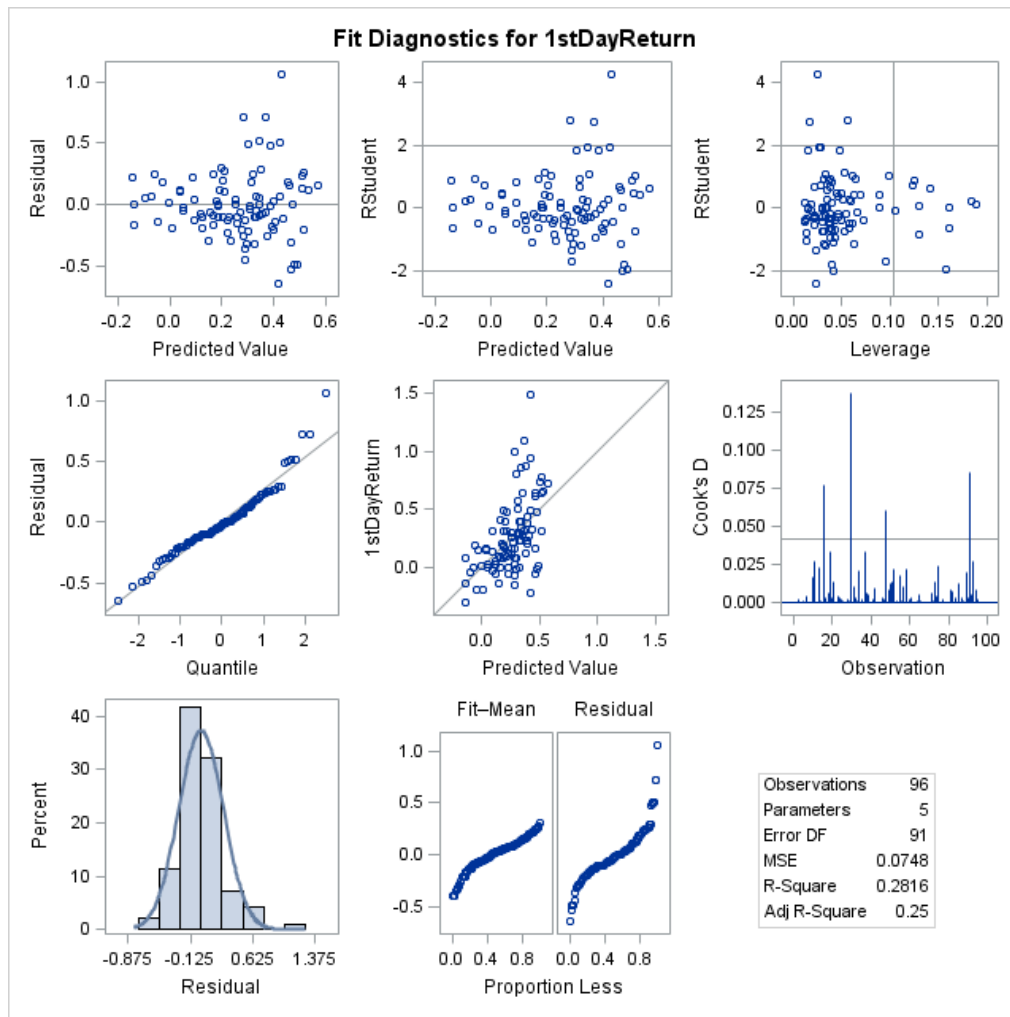 Fit Diagnostics for 1stDayReturn
1.0
0.5
0.0
-0.5
Residual
-0.2 0.0 0.2 0.4 0.6
Predicted Value
4
2
0
-2
RStudent
-0.2 0.0 0.2 0.4 0.6
Predicted Value
4
2
0
-2
RStudent
0.00 0.05 0.10 0.15 0.20
Leverage
1.0
0.5
0.0
-0.5
Residual
-2 -1 0 1 2
Quantile
1.5
1.0
0.5
0.0
1stDayReturn
0.0 0.5 1.0 1.5
Predicted Value
0.125
0.100
0.075
0.050
0.025
0.000
Cook's D
0 20 40 60 80 100
Observation
40
30
20
10
0
Percent
-0.875 -0.125 0.625 1.375
Residual
Fit–Mean Residual
1.0
0.5
0.0
-0.5
0.0 0.4 0.8 0.0 0.4 0.8
Proportion Less
Observations 96
Parameters 5
Error DF 91
MSE 0.0748
R-Square 0.2816
Adj R-Square 0.25